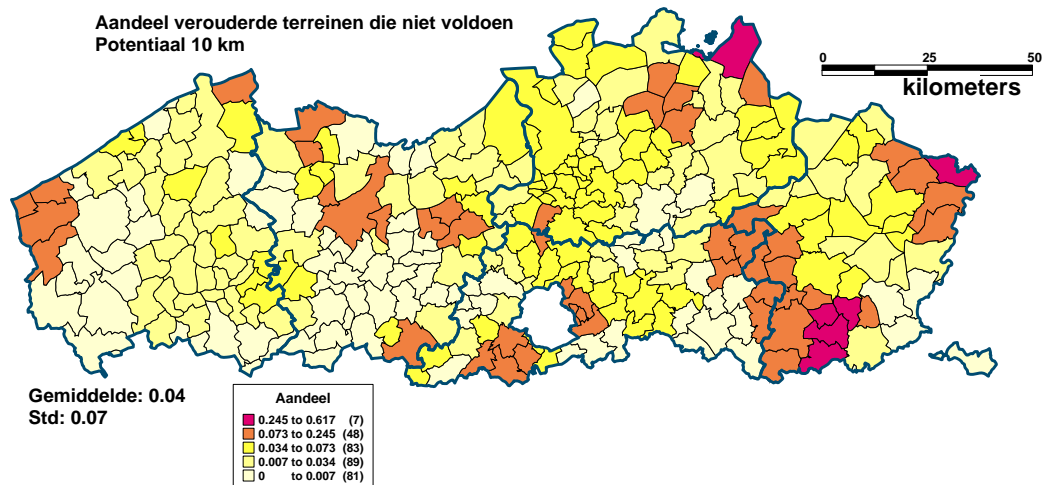 Aandeel verouderde terreinen die niet voldoen
Potentiaal 10 km
0 25 50
kilometers
Gemiddelde: 0.04
Std: 0.07
Aandeel
0.245 to 0.617 (7)
0.073 to 0.245 (48)
0.034 to 0.073 (83)
0.007 to 0.034 (89)
0 to 0.007 (81)